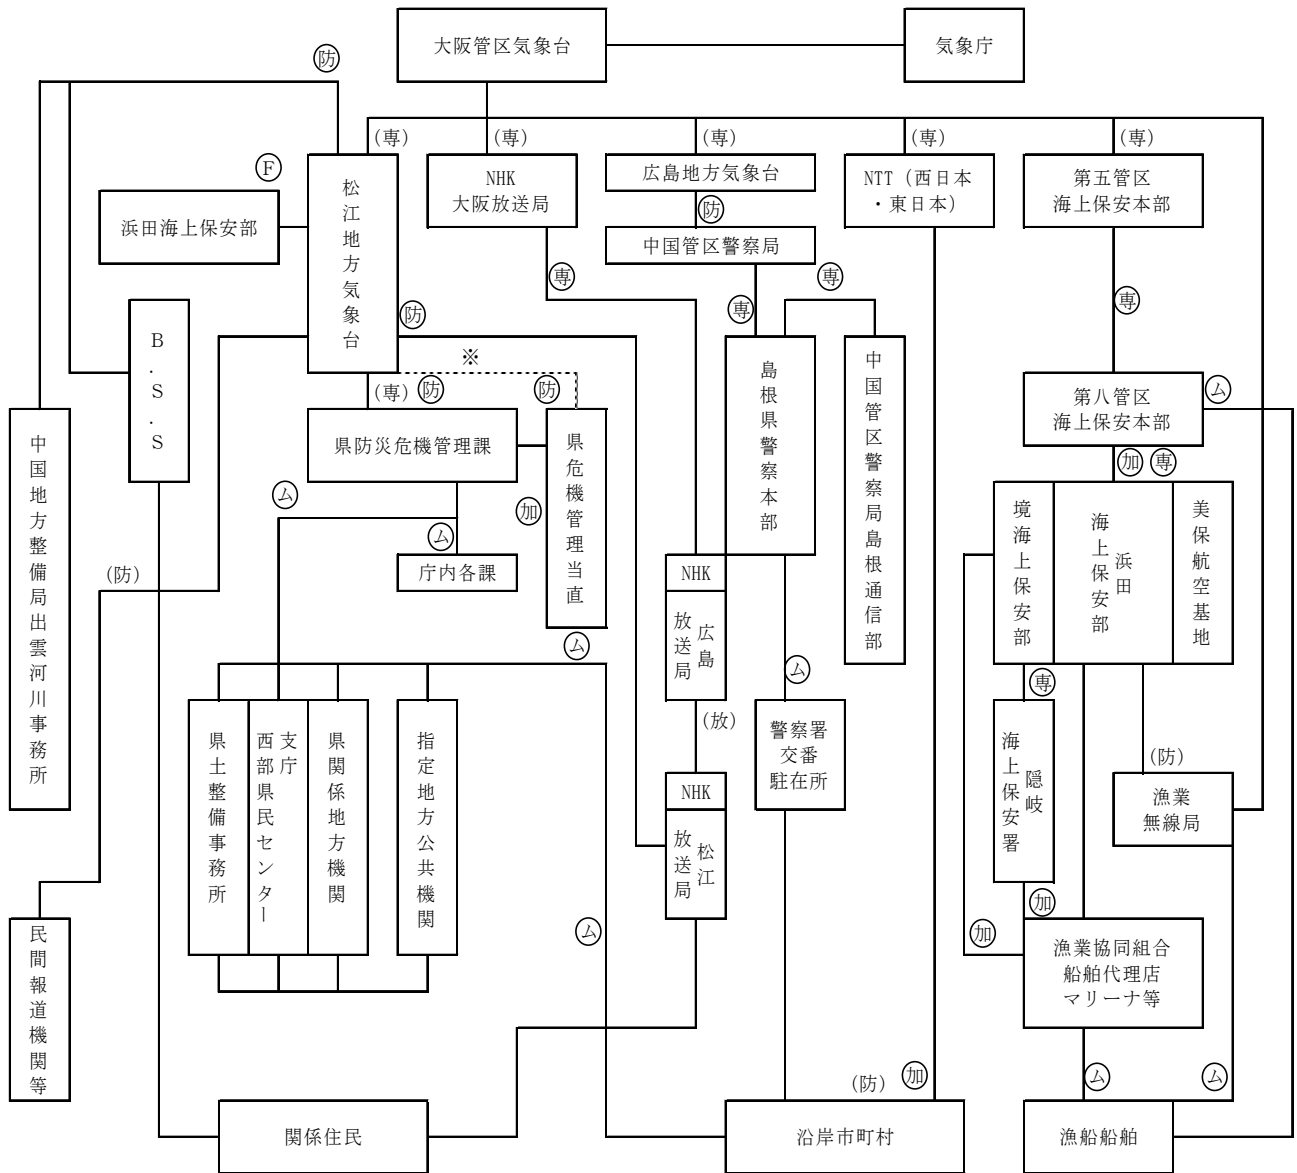 大阪管区気象台
気象庁
防
(専)
(専)
(専)
(専)
(専)
F
松江地方気象台
NHK
大阪放送局
広島地方気象台
NTT（西日本
・東日本）
第五管区
海上保安本部
浜田海上保安部
防
中国管区警察局
専
専
専
専
防
B.S.S
※
島根県警察本部
中国管区警察局島根通信部
(専)
防
防
第八管区
海上保安本部
ム
中国地方整備局出雲河川事務所
県防災危機管理課
県危機管理当直
加
専
ム
加
ム
境海上保安部
浜田
海上保安部
美保航空基地
(防)
庁内各課
NHK
広島
放送局
ム
ム
専
(放)
警察署
交番
駐在所
県土整備事務所
支庁
西部県民センター
県関係地方機関
指定地方公共機関
隠岐
海上保安署
(防)
漁業
無線局
NHK
松江
放送局
加
民間報道機関等
ム
加
漁業協同組合
船舶代理店
マリーナ等
(防)
加
ム
ム
関係住民
沿岸市町村
漁船船舶